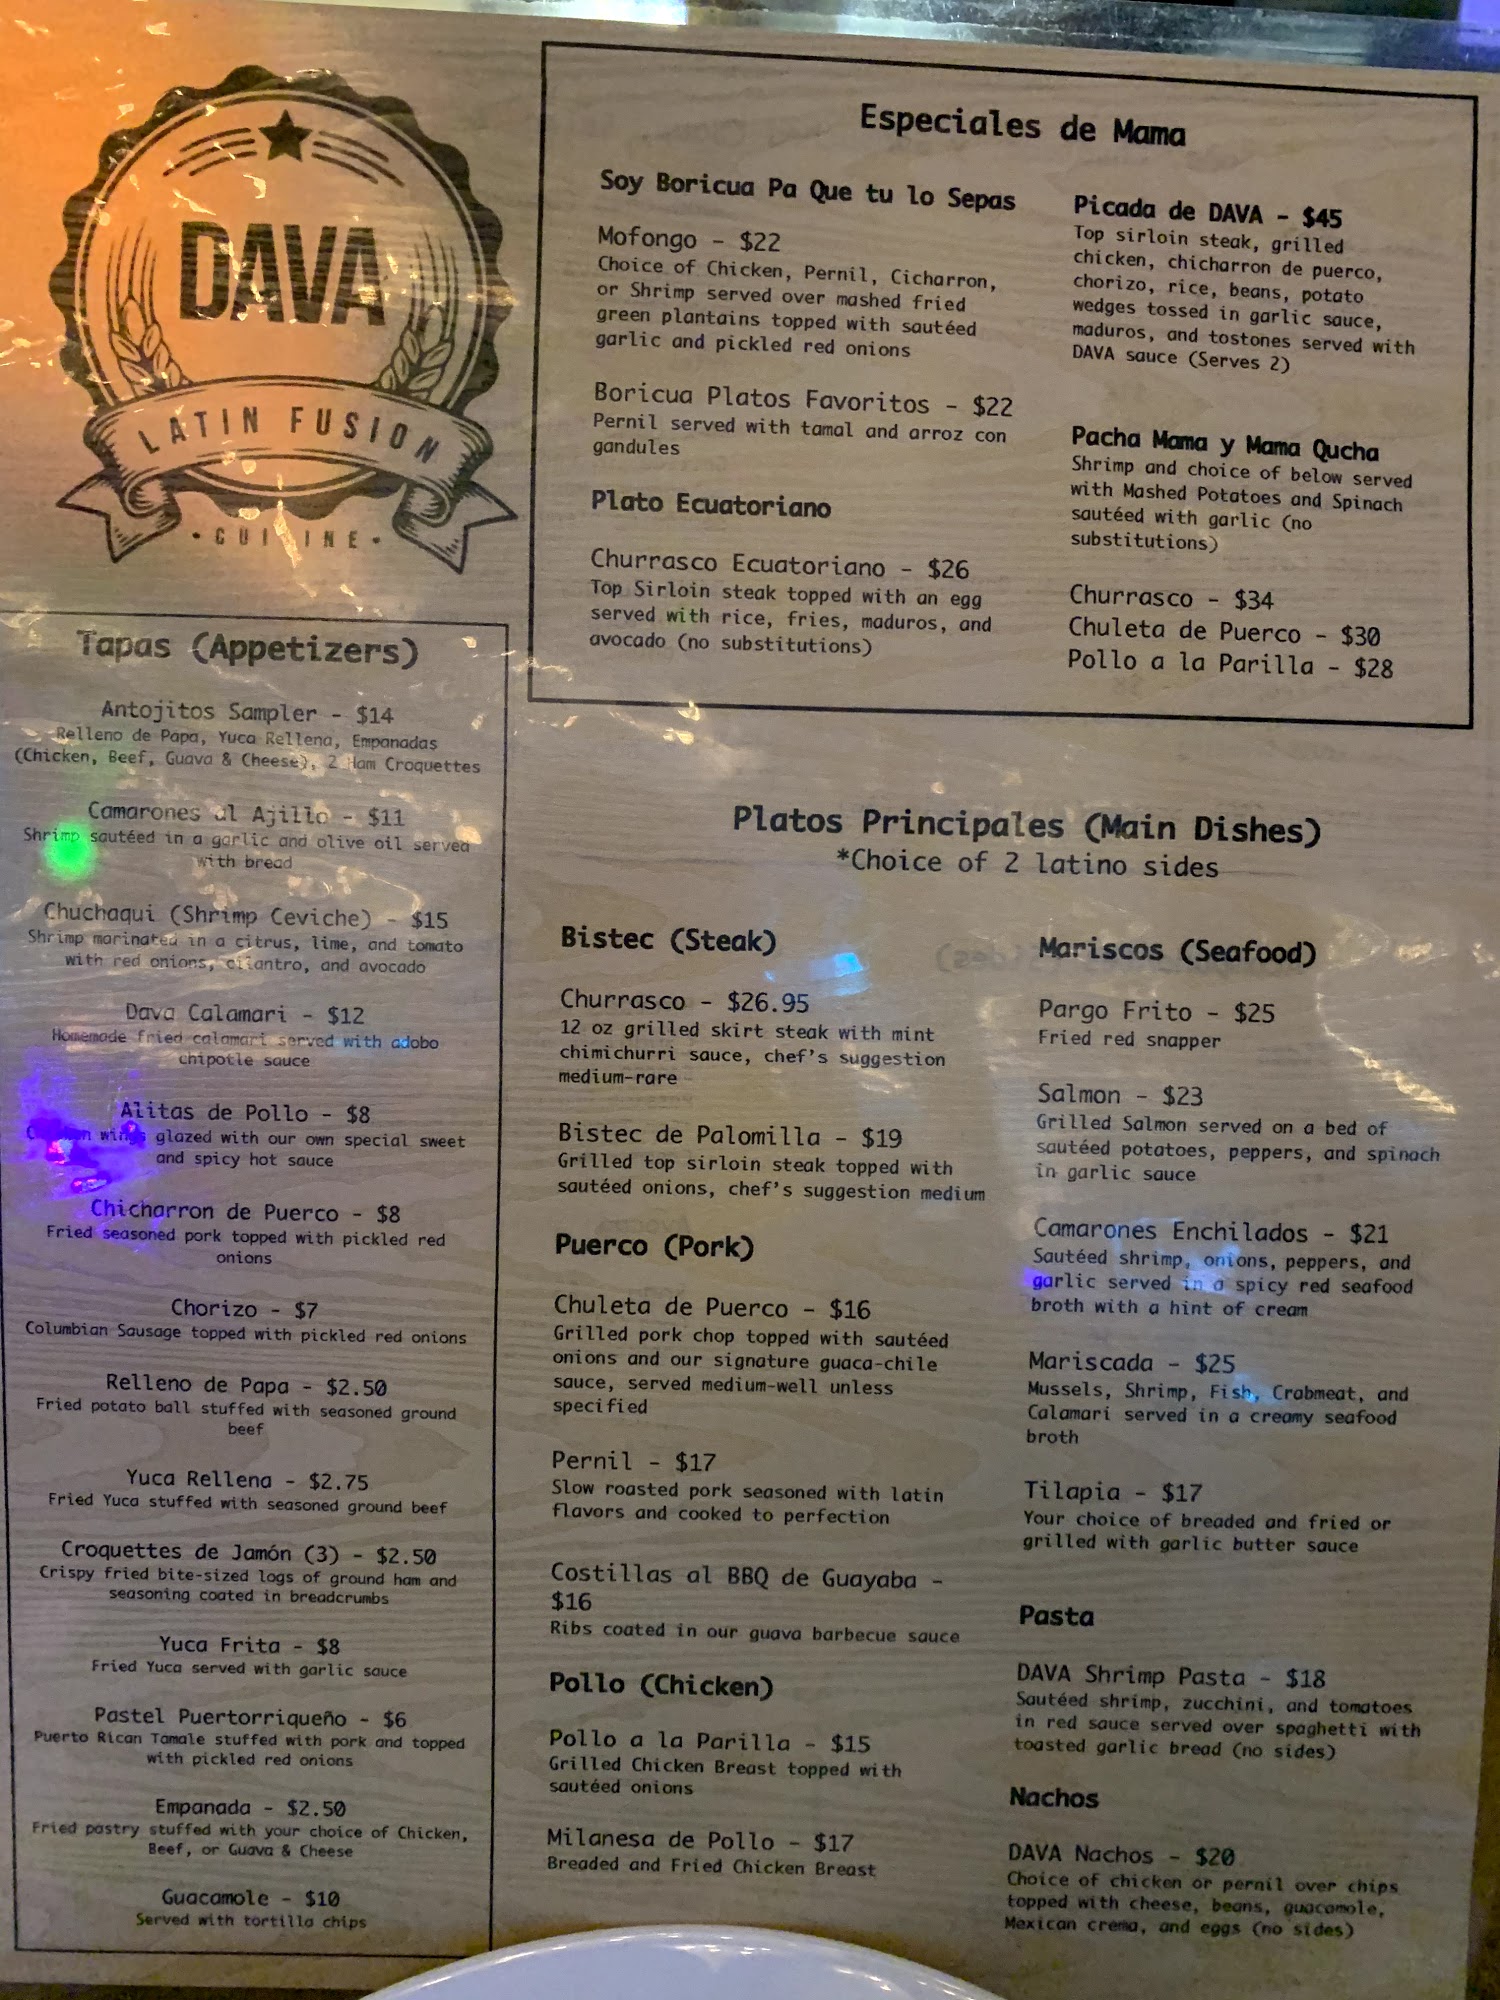 DAVA
LATIN FUSION
Especiales de Mama
Soy Boricua Pa Que tu lo Sepas
Mofongo - $22
Choice of Chicken, Pernil, Cicharron,
or Shrimp served over mashed fried
green plantains topped with sautéed
garlic and pickled red onions
Boricua Platos Favoritos - $22
Pernil served with tamal and arroz con
gandules
Plato Ecuatoriano
Churrasco Ecuatoriano - $26
Top Sirloin steak topped with an egg
served with rice, fries, maduros, and
avocado (no substitutions)
Picada de DAVA - $45
Top sirloin steak, grilled
chicken, chicharron de puerco,
chorizo, rice, beans, potato
wedges tossed in garlic sauce,
maduros, and tostones served with
DAVA sauce (Serves 2)
Pacha Mama y Mama Qucha
Shrimp and choice of below served
with Mashed Potatoes and Spinach
sautéed with garlic (no
substitutions)
Churrasco - $34
Chuleta de Puerco - $30
Pollo a la Parilla - $28
Tapas (Appetizers)
Antojitos Sampler - $14
Relleno de Papa, Yuca Rellena, Empanadas
(Chicken, Beef, Guava & Cheese), 2 Ham Croquettes
Camarones al Ajillo - $11
Shrimp sautéed in a garlic and olive oil served
with bread
Chuchaqui (Shrimp Ceviche) - $15
Shrimp marinated in a citrus, lime, and tomato
with red onions, cilantro, and avocado
Dava Calamari - $12
Homemade fried calamari served with adobo
chipotle sauce
Alitas de Pollo - $8
wings glazed with our own special sweet
and spicy hot sauce
Chicharron de Puerco - $8
Fried seasoned pork topped with pickled red
onions
Chorizo - $7
Columbian Sausage topped with pickled red onions
Relleno de Papa - $2.50
Fried potato ball stuffed with seasoned ground
beef
Yuca Rellena - $2.75
Fried Yuca stuffed with seasoned ground beef
Croquettes de Jamón (3) - $2.50
Crispy fried bite-sized logs of ground ham and
seasoning coated in breadcrumbs
Yuca Frita - $8
Fried Yuca served with garlic sauce
Pastel Puertorriqueño - $6
Puerto Rican Tamale stuffed with pork and topped
with pickled red onions
Empanada - $2.50
Fried pastry stuffed with your choice of Chicken,
Beef, or Guava & Cheese
Guacamole - $10
Served with tortilla chips
Platos Principales (Main Dishes)
*Choice of 2 latino sides
Bistec (Steak)
Churrasco - $26.95
12 oz grilled skirt steak with mint
chimichurri sauce, chef's suggestion
medium-rare
Bistec de Palomilla - $19
Grilled top sirloin steak topped with
sautéed onions, chef's suggestion medium
Puerco (Pork)
Chuleta de Puerco - $16
Grilled pork chop topped with sautéed
onions and our signature guaca-chile
sauce, served medium-well unless
specified
Pernil - $17
Slow roasted pork seasoned with latin
flavors and cooked to perfection
Costillas al BBQ de Guayaba -
$16
Ribs coated in our guava barbecue sauce
Pollo (Chicken)
Pollo a la Parilla - $15
Grilled Chicken Breast topped with
sautéed onions
Milanesa de Pollo - $17
Breaded and Fried Chicken Breast
Mariscos (Seafood)
Pargo Frito - $25
Fried red snapper
Salmon - $23
Grilled Salmon served on a bed of
sautéed potatoes, peppers, and spinach
in garlic sauce
Camarones Enchilados - $21
Sautéed shrimp, onions, peppers, and
garlic served in a spicy red seafood
broth with a hint of cream
Mariscada - $25
Mussels, Shrimp, Fish, Crabmeat, and
Calamari served in a creamy seafood
broth
Tilapia - $17
Your choice of breaded and fried or
grilled with garlic butter sauce
Pasta
DAVA Shrimp Pasta - $18
Sautéed shrimp, zucchini, and tomatoes
in red sauce served over spaghetti with
toasted garlic bread (no sides)
Nachos
DAVA Nachos - $20
Choice of chicken or pernil over chips
topped with cheese, beans, guacamole,
Mexican crema, and eggs (no sides)